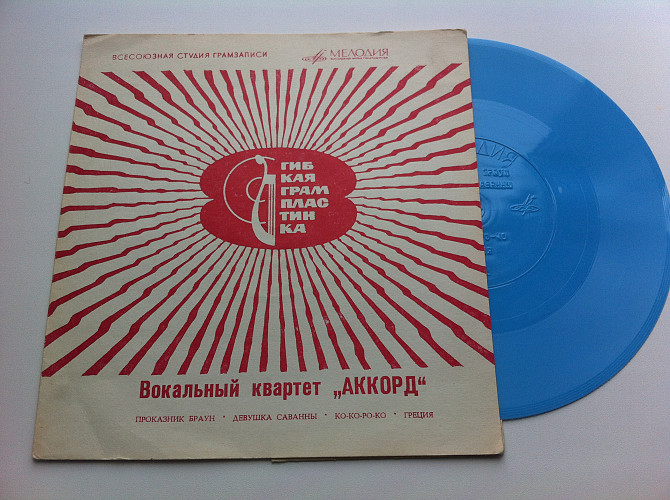 ВСЕСОЮЗНАЯ СТУДИЯ ГРАМЗАПИСИ
МЕЛОДИЯ
ГИБ
КАЯ
ГРАМ
ПЛАС
ТИН
КА
Вокальный квартет „АККОРД"
ПРОКАЗНИК БРАУН • ДЕВУШКА САВАННЫ • КО-КО-РО-КО • ГРЕЦИЯ